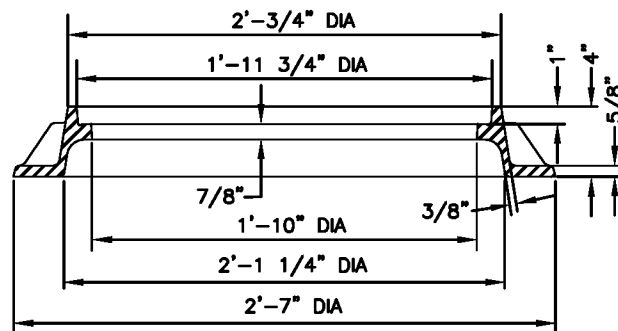 2'-3/4" DIA
1'-11 3/4" DIA
1"
4"
5/8"
7/8"
3/8"
1'-10" DIA
2'-1 1/4" DIA
2'-7" DIA